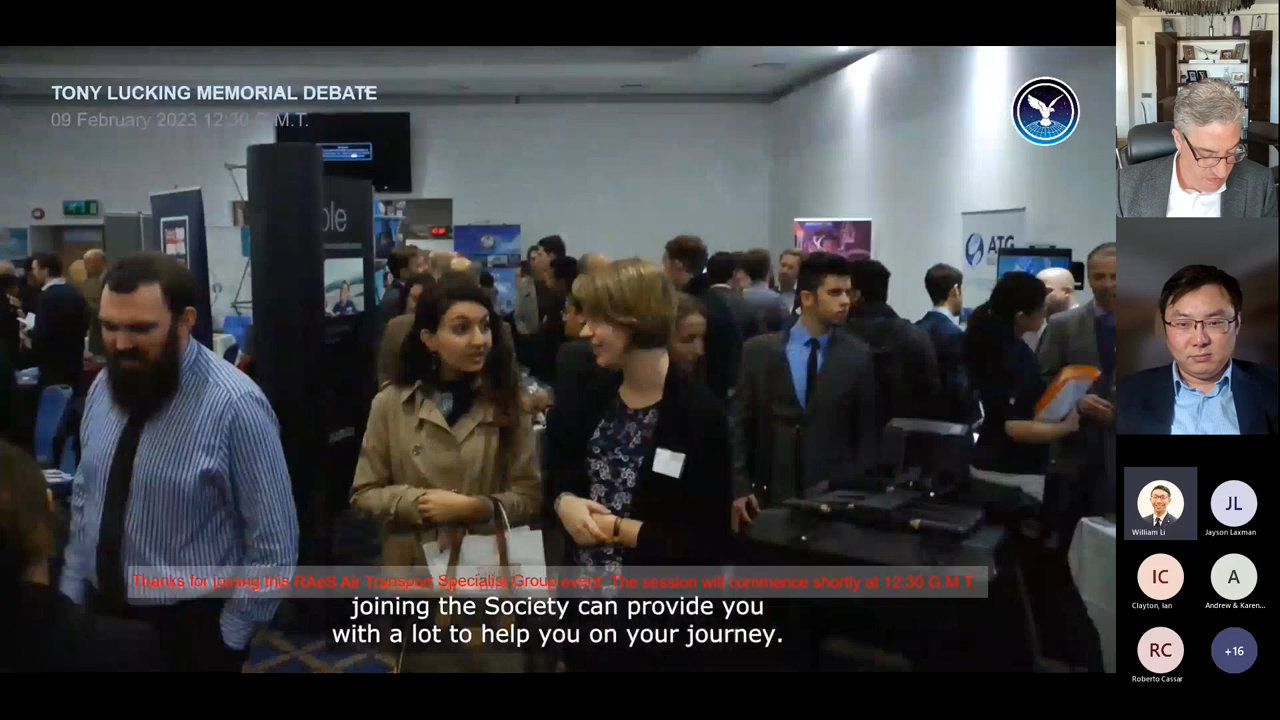 TONY LUCKING MEMORIAL DEBATE
09 February 2023 12:30 G.M.T.
ATG
Thanks for joining this RAeS Air Transport Specialist Group event. The session will commence shortly at 12:30 G M T
joining the Society can provide you
with a lot to help you on your journey.
William Li
JL
Jayson Laxman
IC
Clayton, Ian
A
Andrew & Karen...
RC
Roberto Cassar
+16